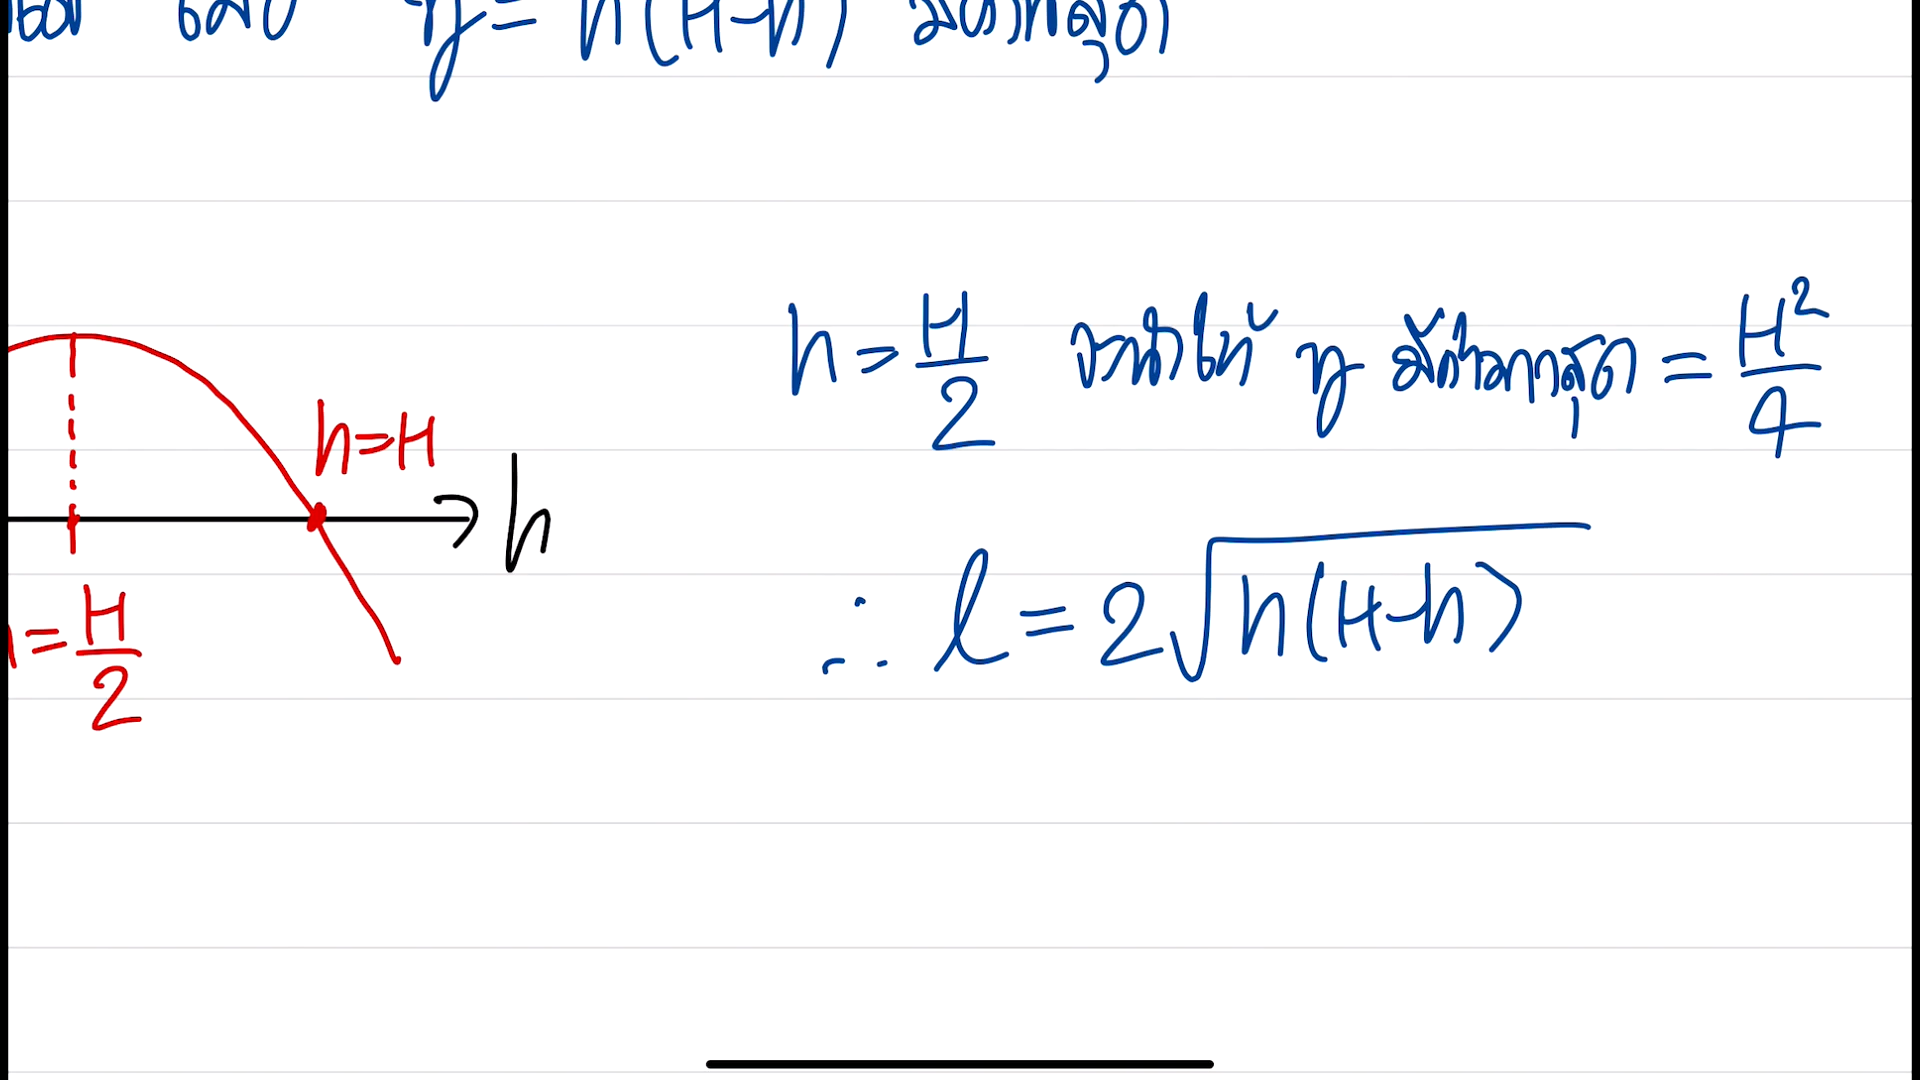 y = h(H-h) มีค่ามากสุด
h = H/2 จะทำให้ y มีค่ามากสุด = H²/4
h=H
h
∴ l = 2√h(H-h)
h = H/2